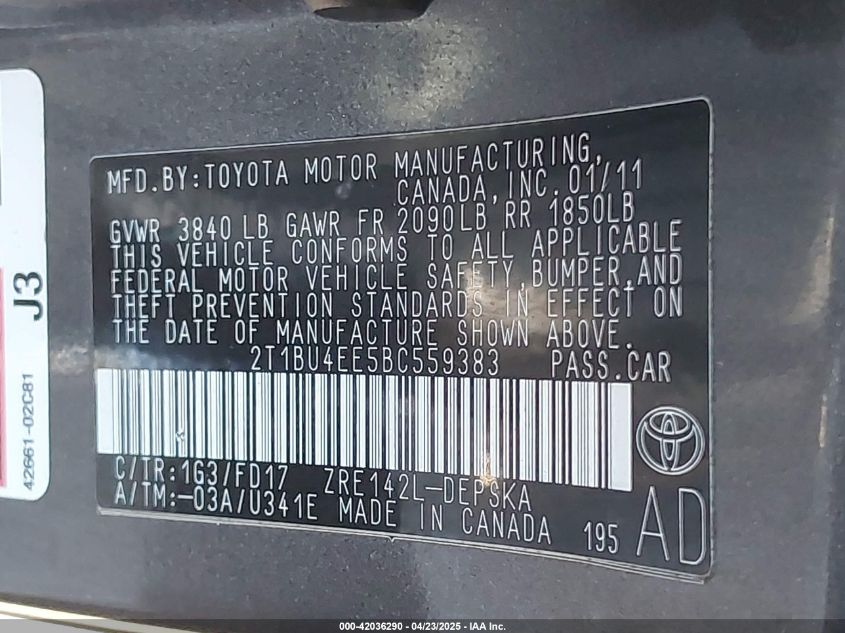 MFD.BY:TOYOTA MOTOR MANUFACTURING,
CANADA, INC. 01/11
GVWR 3840 LB GAWR FR 2090LB RR 1850LB
THIS VEHICLE CONFORMS TO ALL APPLICABLE
FEDERAL MOTOR VEHICLE SAFETY,BUMPER,AND
THEFT PREVENTION STANDARDS IN EFFECT ON
THE DATE OF MANUFACTURE SHOWN ABOVE.
2T1BU4EE5BC559383 PASS.CAR
C/TR:1G3/FD17 ZRE142L-DEPSKA
A/TM:-03A/U341E MADE IN CANADA 195 AD
J3
42661-02C81
000-42036290 - 04/23/2025 - IAA Inc.